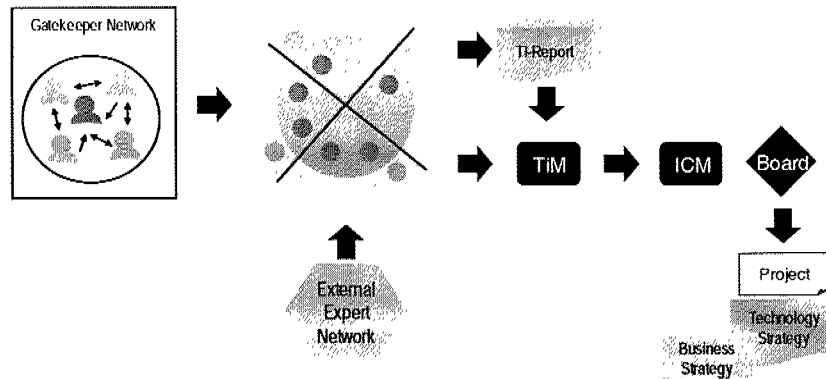 Gatekeeper Network
TI-Report
TiM
ICM
Board
External
Expert
Network
Project
Technology
Strategy
Business
Strategy